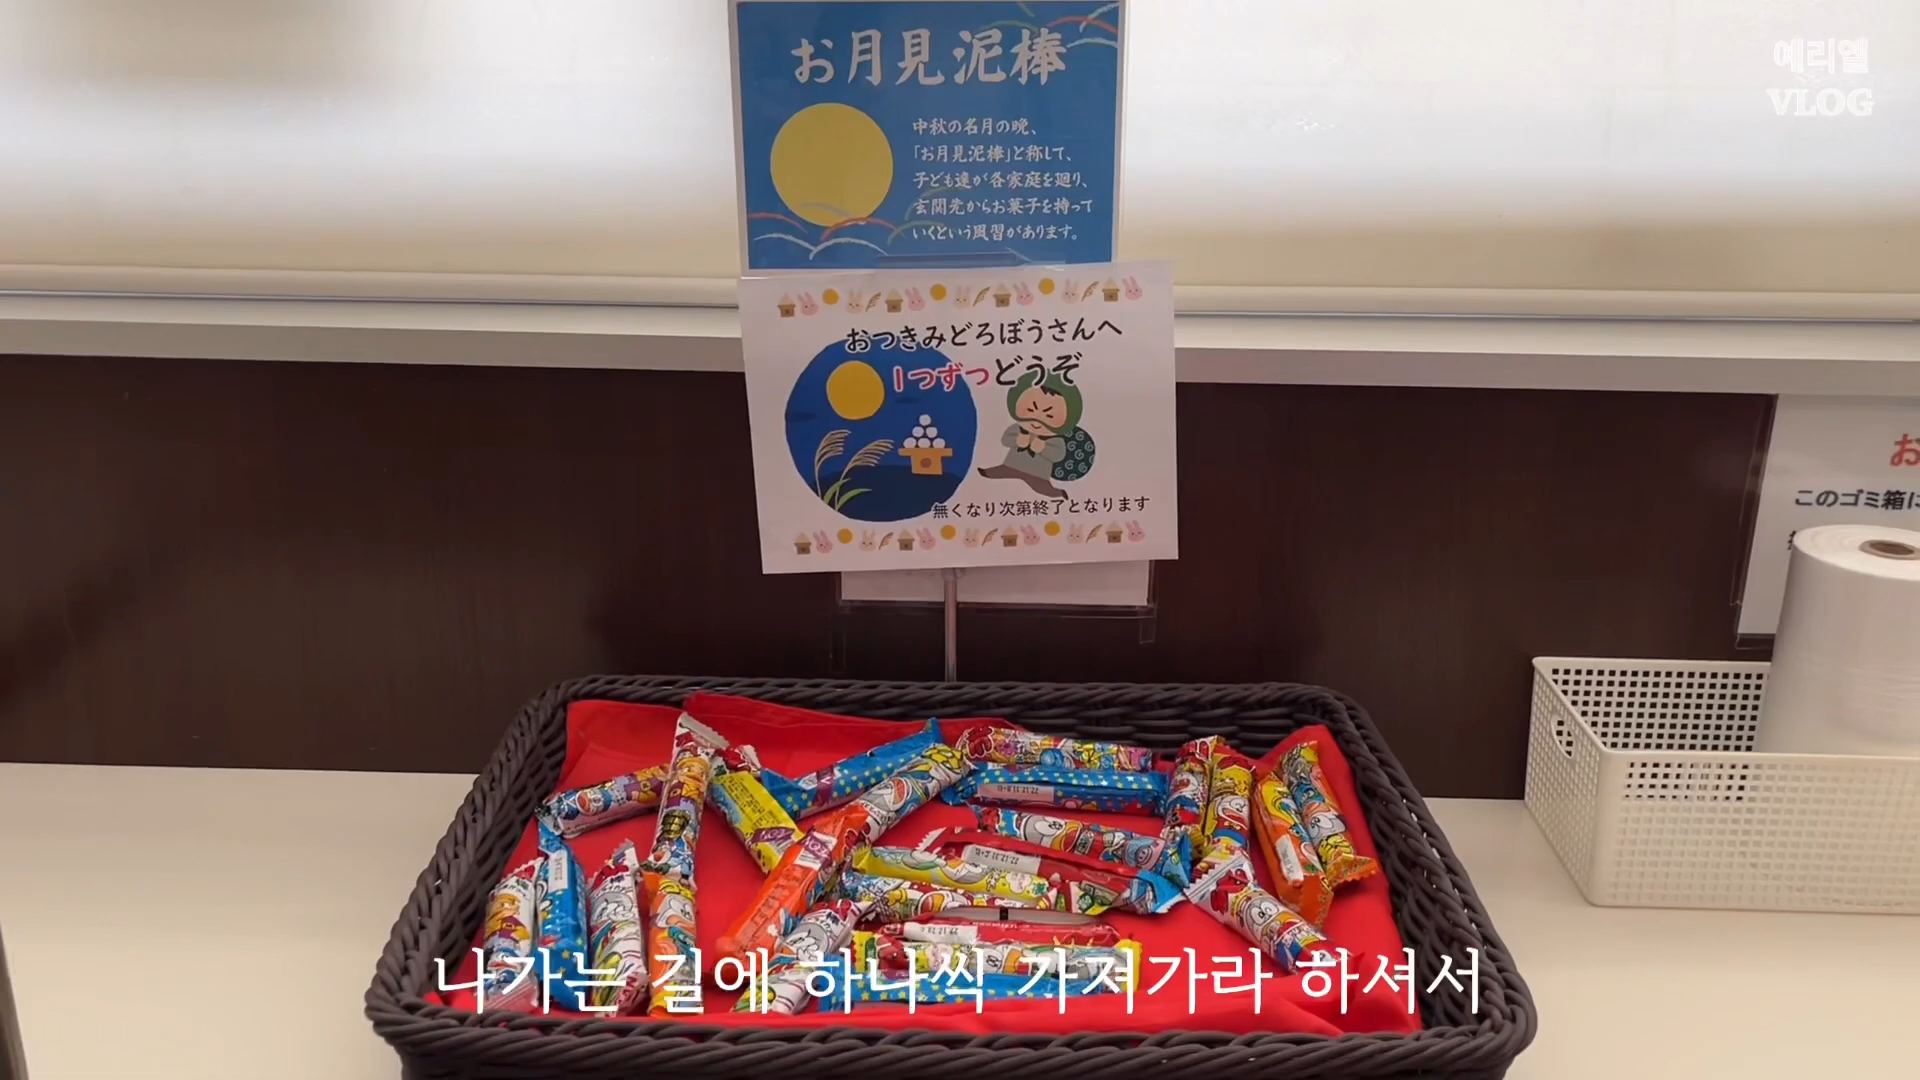 예리엘
VLOG
お月見泥棒
中秋の名月の晩、
「お月見泥棒」と称して、
子ども達が各家庭を廻り、
玄関先からお菓子を持って
いくという風習があります。
おつきみどろぼうさんへ
1つずつどうぞ
無くなり次第終了となります
お
このゴミ箱に
나가는 길에 하나씩 가져가라 하셔서